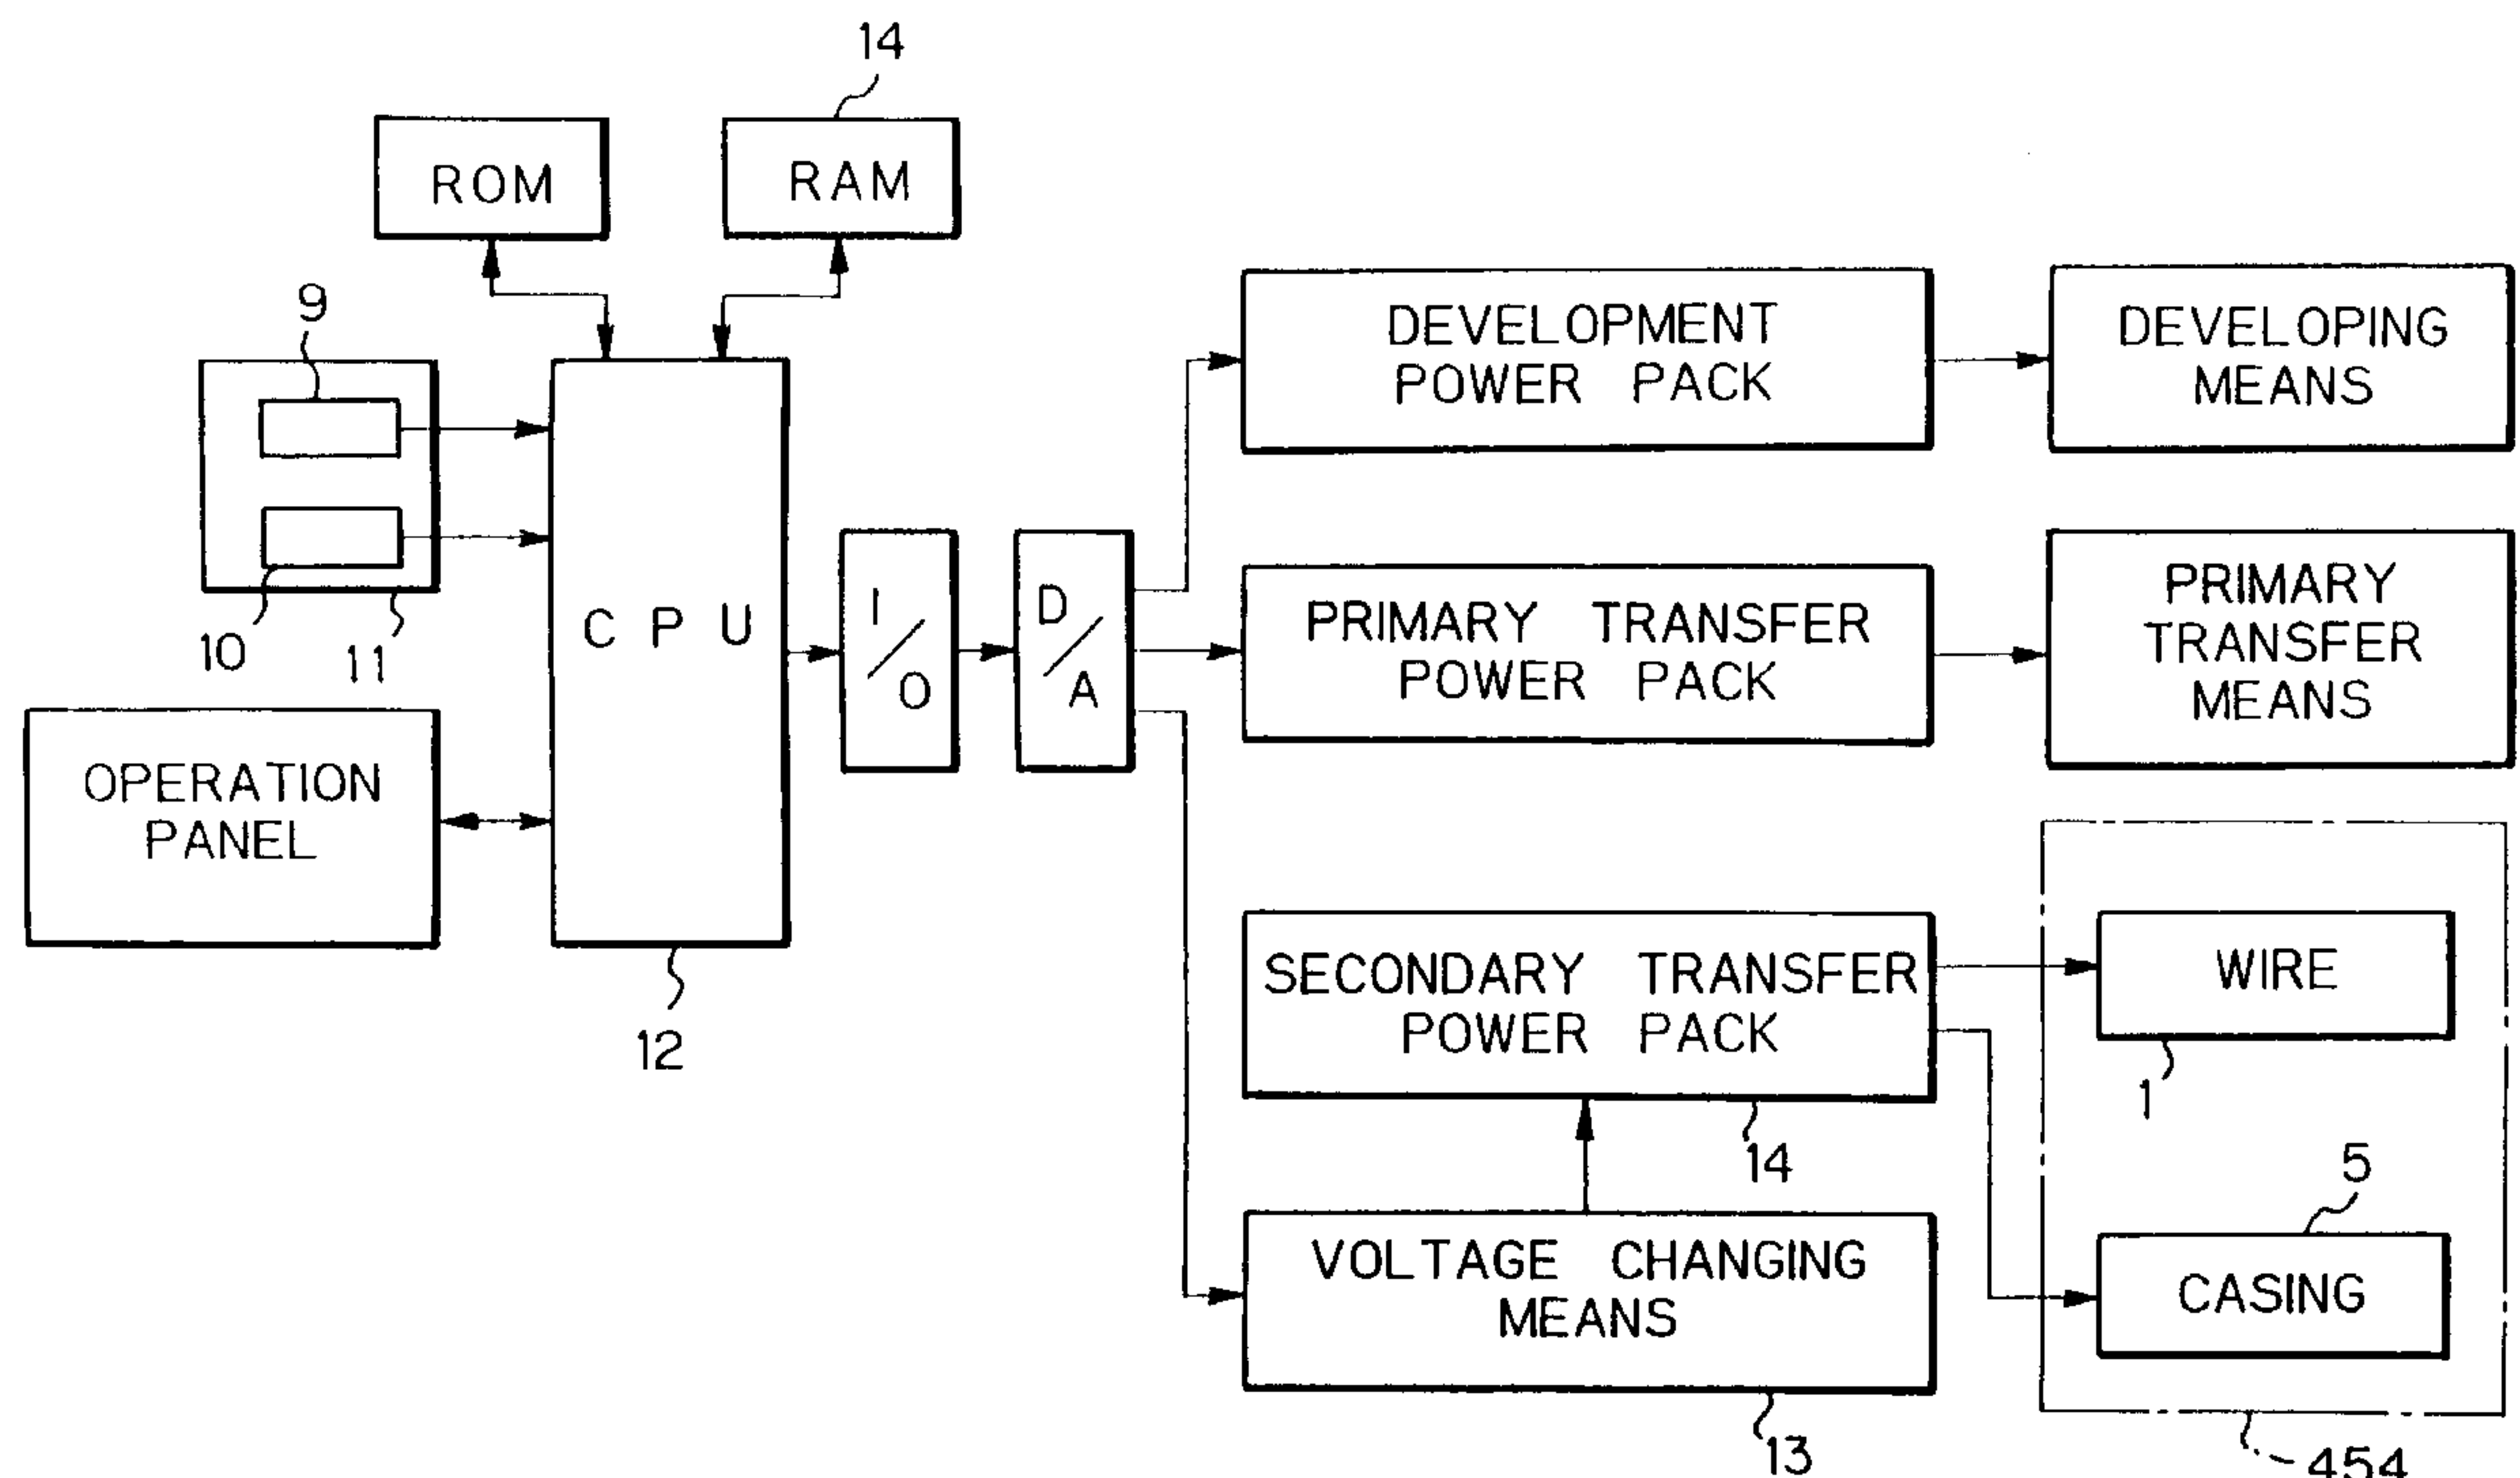 14
ROM
RAM
9
10
11
OPERATION
PANEL
C P U
12
I/O
D/A
DEVELOPMENT
POWER PACK
DEVELOPING
MEANS
PRIMARY TRANSFER
POWER PACK
PRIMARY
TRANSFER
MEANS
SECONDARY TRANSFER
POWER PACK
14
WIRE
1
5
CASING
VOLTAGE CHANGING
MEANS
13
454